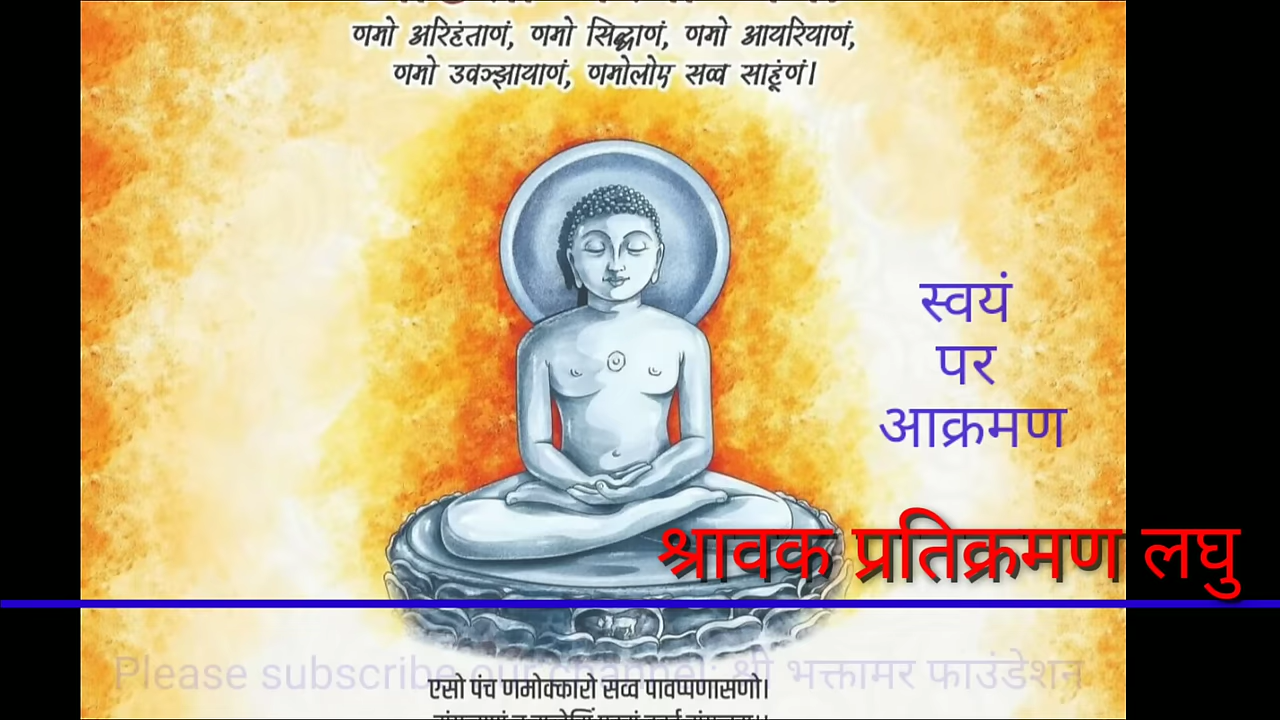 णमो अरिहंताणं, णमो सिद्धाणं, णमो आयरियाणं,
णमो उवज्झायाणं, णमोलोए सव्व साहूंणं।
स्वयं
पर
आक्रमण
श्रावक प्रतिक्रमण लघु
Please subscribe our channel: श्री भक्तामर फाउंडेशन
एसो पंच णमोक्कारो सव्व पावप्पणासणो।